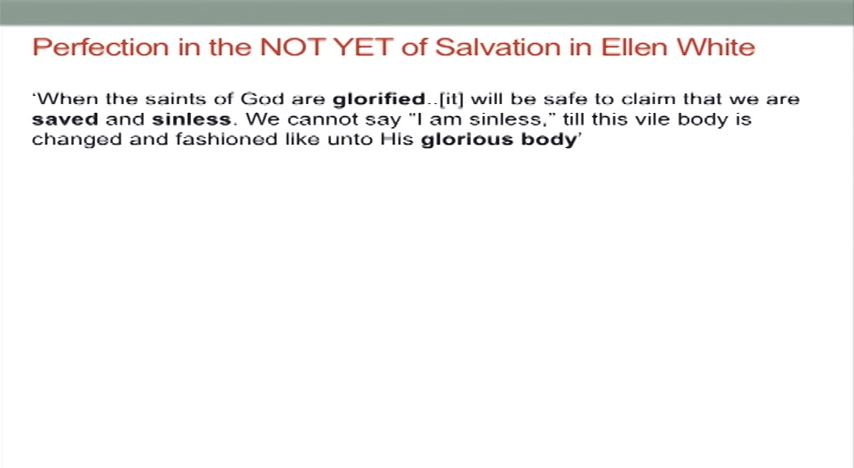 Perfection in the NOT YET of Salvation in Ellen White
‘When the saints of God are glorified..[it] will be safe to claim that we are
saved and sinless. We cannot say “I am sinless,” till this vile body is
changed and fashioned like unto His glorious body’